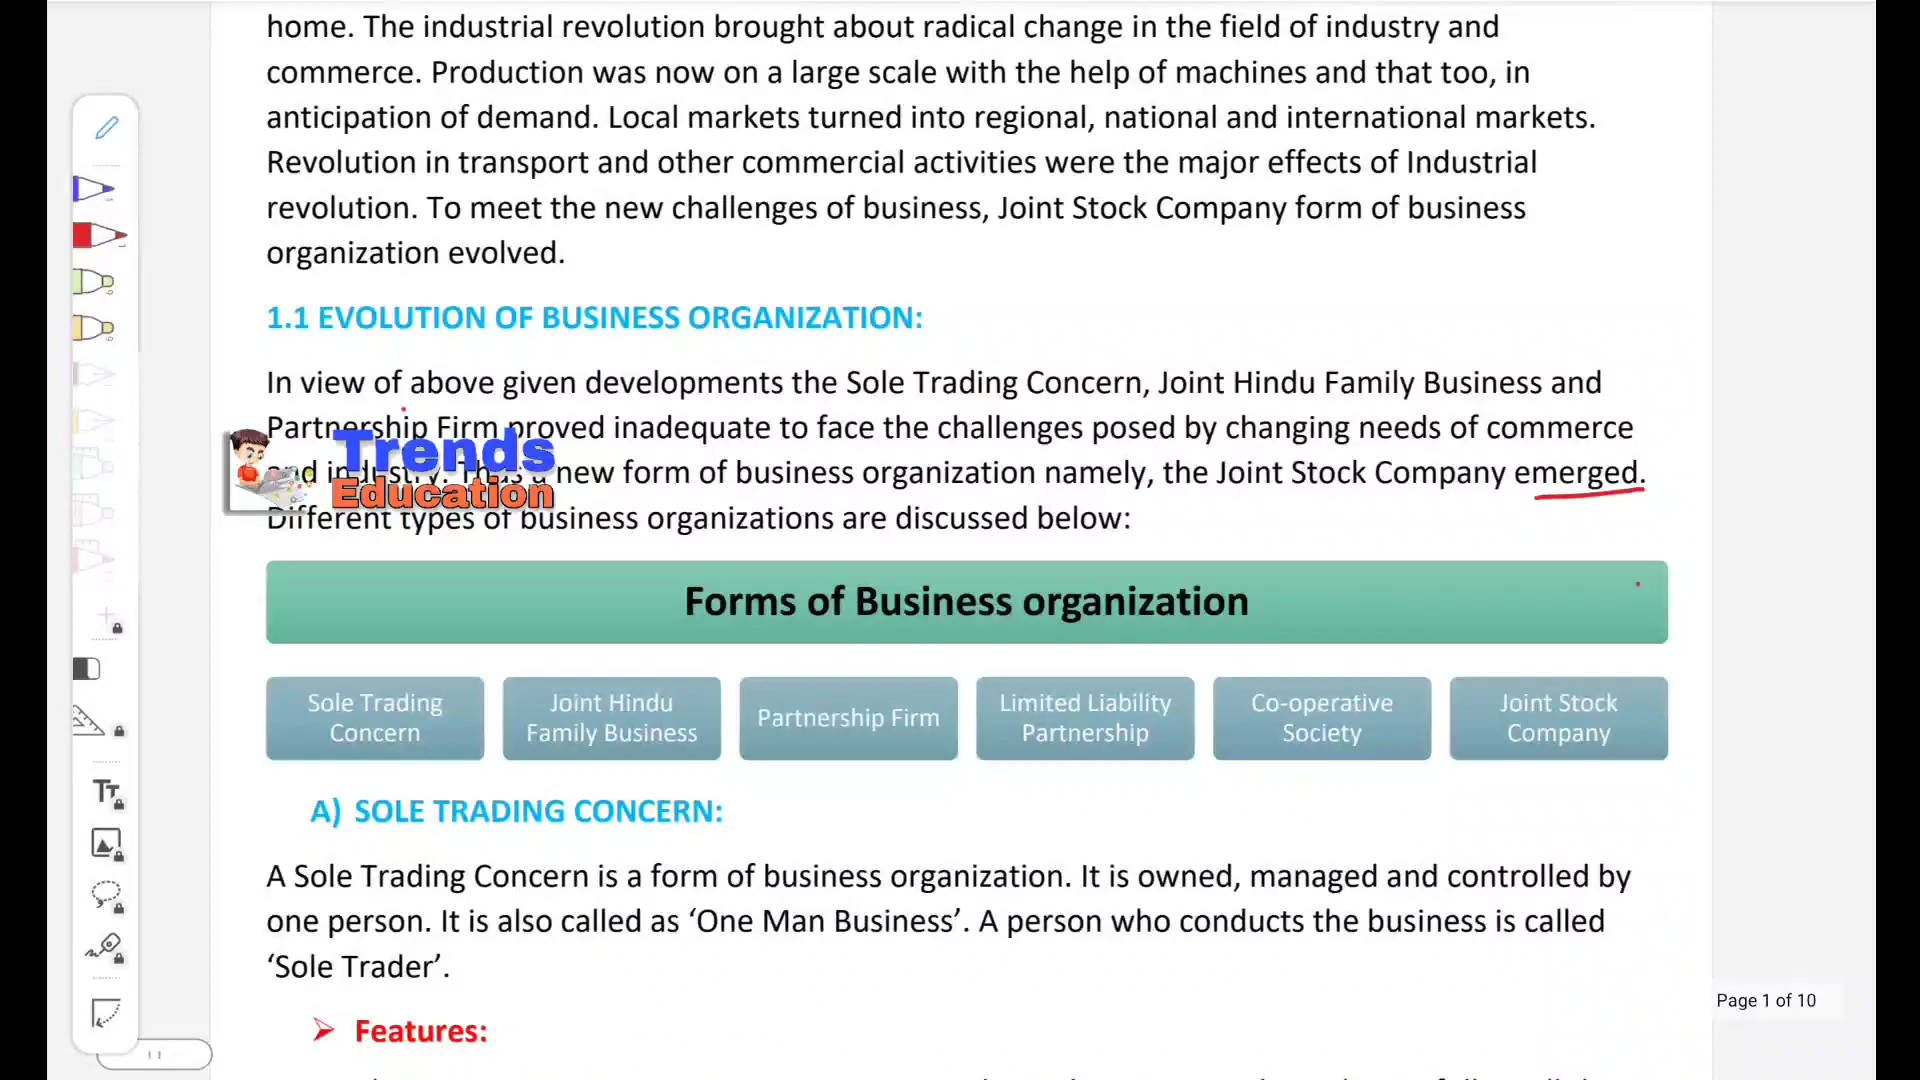 home. The industrial revolution brought about radical change in the field of industry and
commerce. Production was now on a large scale with the help of machines and that too, in
anticipation of demand. Local markets turned into regional, national and international markets.
Revolution in transport and other commercial activities were the major effects of Industrial
revolution. To meet the new challenges of business, Joint Stock Company form of business
organization evolved.
1.1 EVOLUTION OF BUSINESS ORGANIZATION:
In view of above given developments the Sole Trading Concern, Joint Hindu Family Business and
Partnership Firm proved inadequate to face the challenges posed by changing needs of commerce
and industry. Thus a new form of business organization namely, the Joint Stock Company emerged.
Different types of business organizations are discussed below:
Trends
Education
Forms of Business organization
Sole Trading
Concern
Joint Hindu
Family Business
Partnership Firm
Limited Liability
Partnership
Co-operative
Society
Joint Stock
Company
A) SOLE TRADING CONCERN:
A Sole Trading Concern is a form of business organization. It is owned, managed and controlled by
one person. It is also called as ‘One Man Business’. A person who conducts the business is called
‘Sole Trader’.
Page 1 of 10
➢ Features: